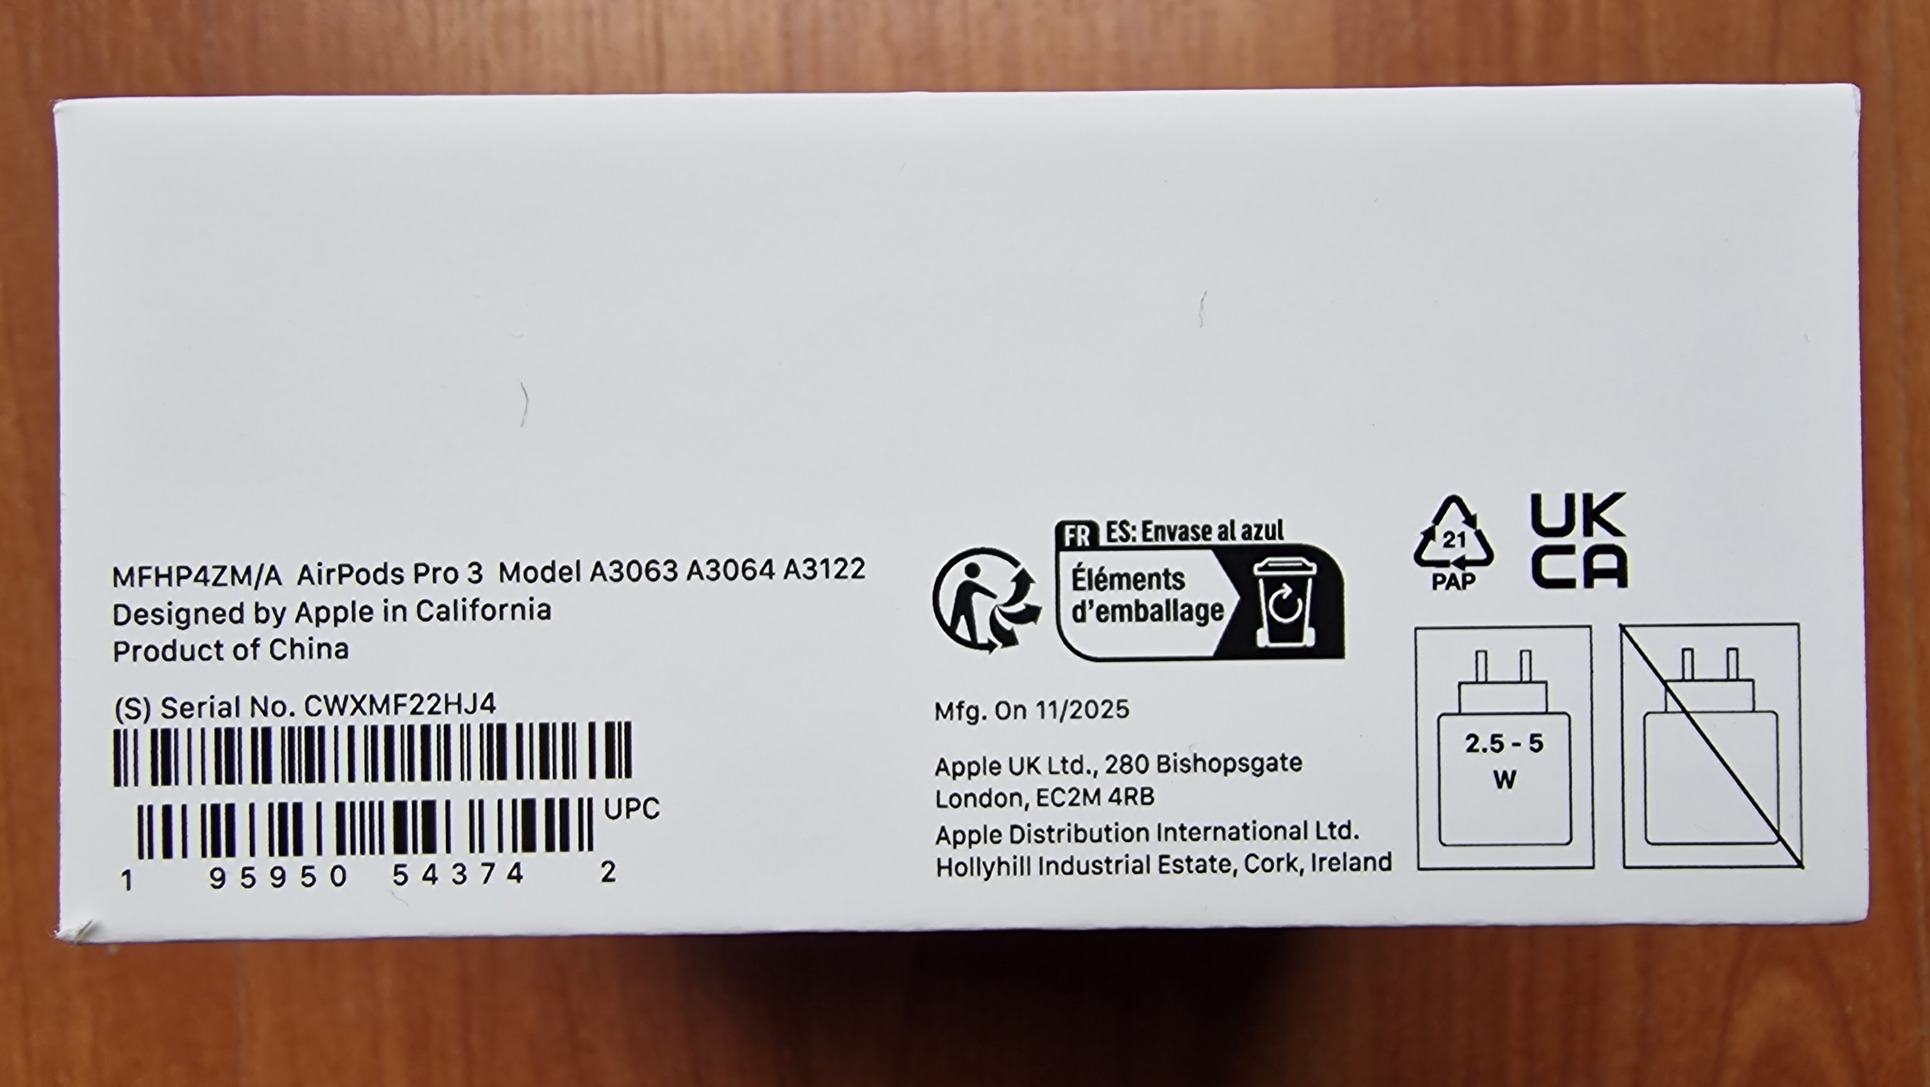 MFHP4ZM/A AirPods Pro 3 Model A3063 A3064 A3122
Designed by Apple in California
Product of China
(S) Serial No. CWXMF22HJ4
UPC
1 95950 54374 2
FR ES: Envase al azul
Éléments
d'emballage
Mfg. On 11/2025
Apple UK Ltd., 280 Bishopsgate
London, EC2M 4RB
Apple Distribution International Ltd.
Hollyhill Industrial Estate, Cork, Ireland
21
PAP
UK
CA
2.5 - 5
W